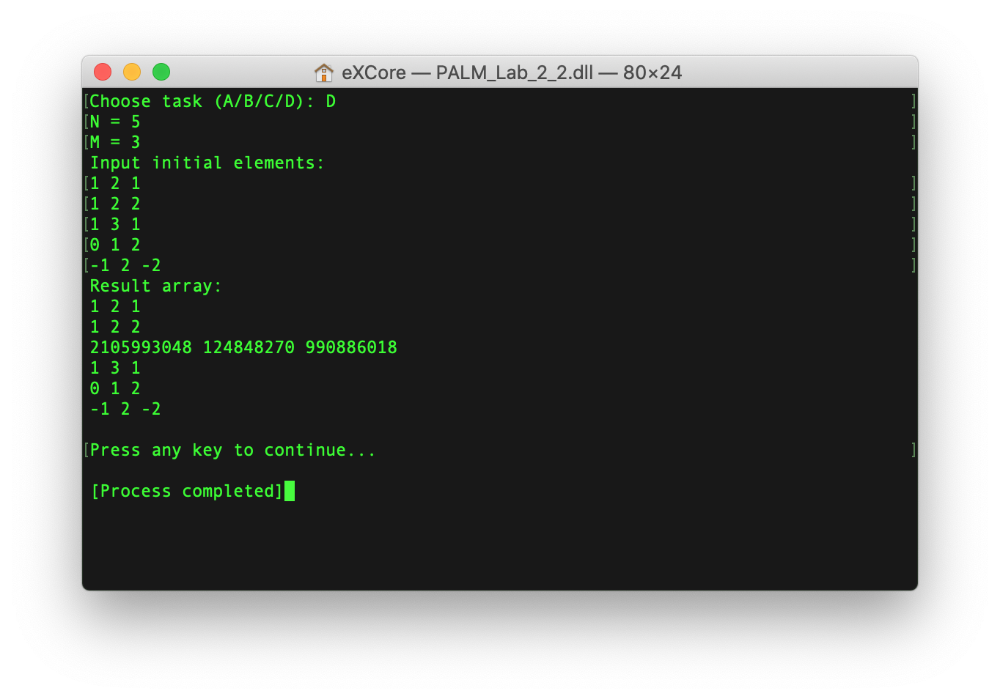 eXCore — PALM_Lab_2_2.dll — 80×24
[Choose task (A/B/C/D): D ]
[N = 5 ]
[M = 3 ]
Input initial elements:
[1 2 1 ]
[1 2 2 ]
[1 3 1 ]
[0 1 2 ]
[-1 2 -2 ]
Result array:
1 2 1
1 2 2
2105993048 124848270 990886018
1 3 1
0 1 2
-1 2 -2
[Press any key to continue... ]
[Process completed]